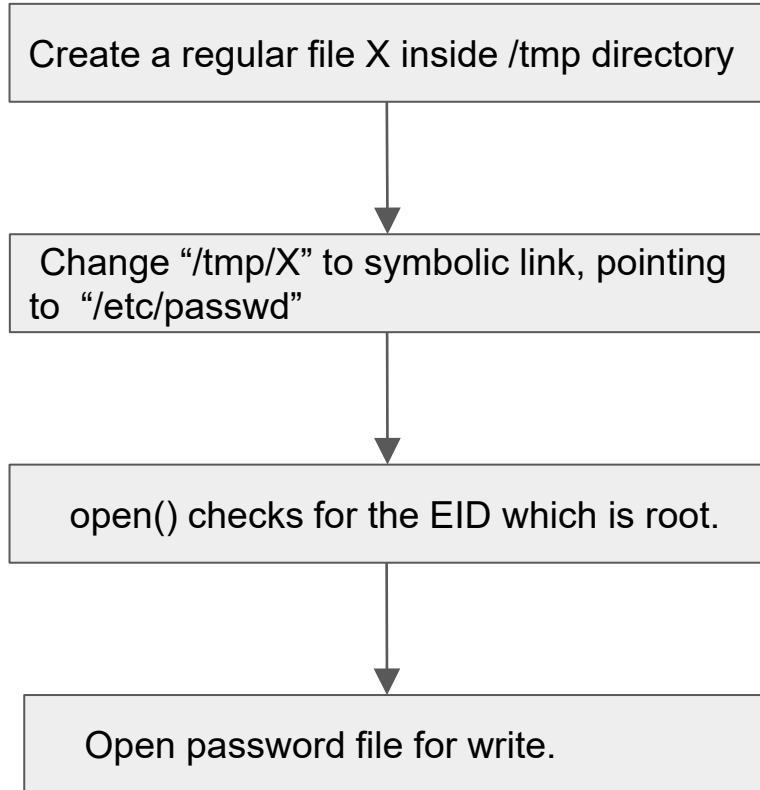 Create a regular file X inside /tmp directory
Change “/tmp/X” to symbolic link, pointing
to “/etc/passwd”
open() checks for the EID which is root.
Open password file for write.